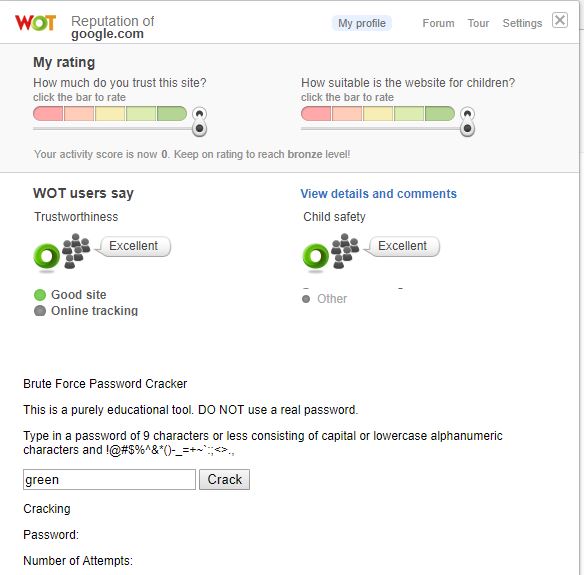 WOT Reputation of google.com My profile Forum Tour Settings
My rating
How much do you trust this site? How suitable is the website for children?
click the bar to rate click the bar to rate
Your activity score is now 0. Keep on rating to reach bronze level!
WOT users say View details and comments
Trustworthiness Child safety
Excellent Excellent
Good site
Other
Online tracking
Brute Force Password Cracker
This is a purely educational tool. DO NOT use a real password.
Type in a password of 9 characters or less consisting of capital or lowercase alphanumeric
characters and !@#$%^&*()-_=+~`:;<>.,
green Crack
Cracking
Password:
Number of Attempts: